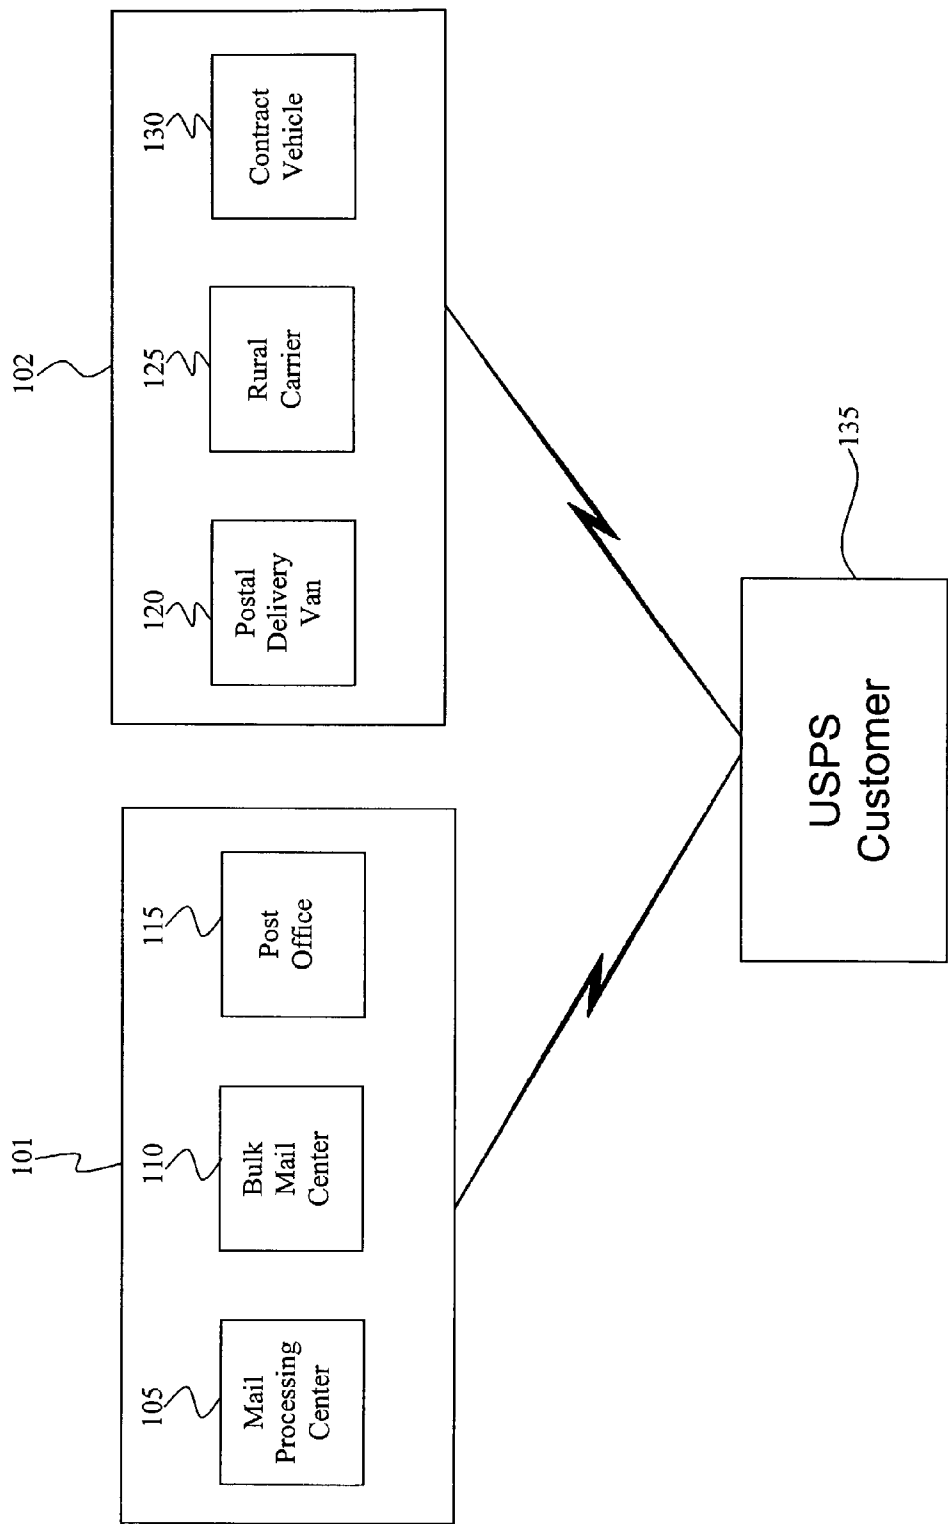 101
102
105
110
115
120
125
130
Mail
Processing
Center
Bulk
Mail
Center
Post
Office
Postal
Delivery
Van
Rural
Carrier
Contract
Vehicle
135
USPS
Customer